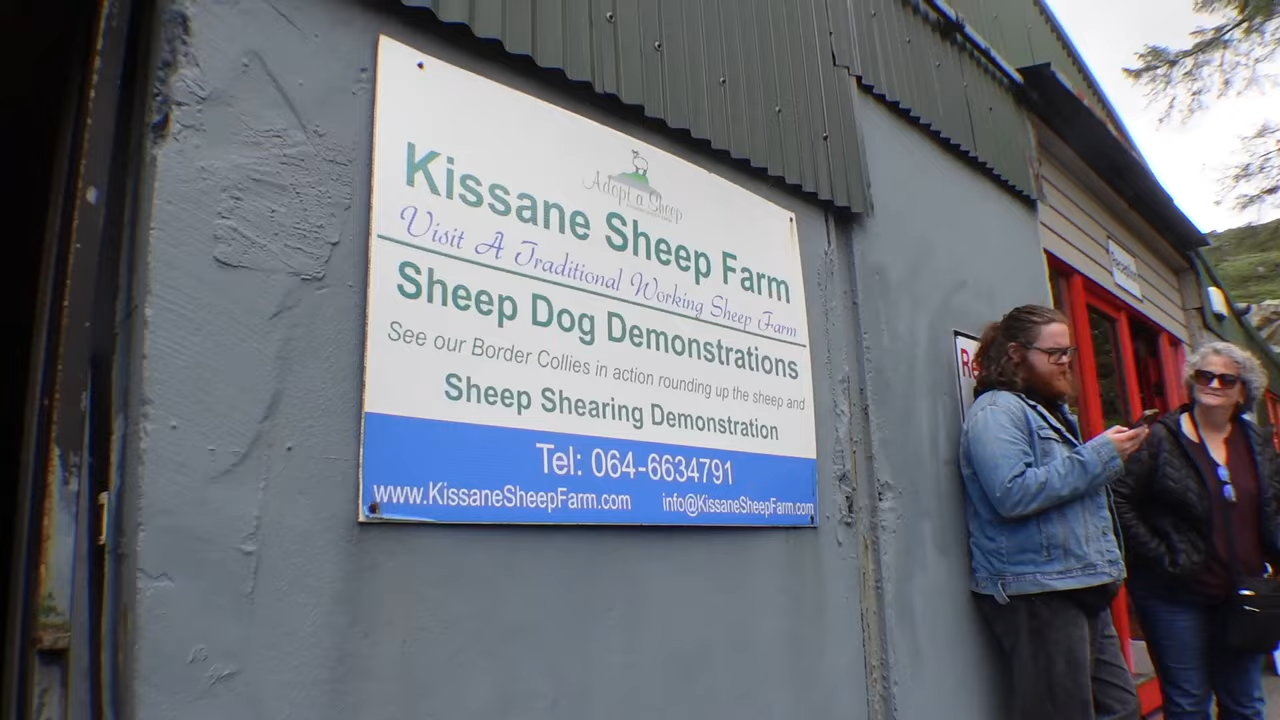 Adopt a Sheep
Kissane Sheep Farm
Visit A Traditional Working Sheep Farm
Sheep Dog Demonstrations
See our Border Collies in action rounding up the sheep and
Sheep Shearing Demonstration
Tel: 064-6634791
www.KissaneSheepFarm.com info@KissaneSheepFarm.com
Reception